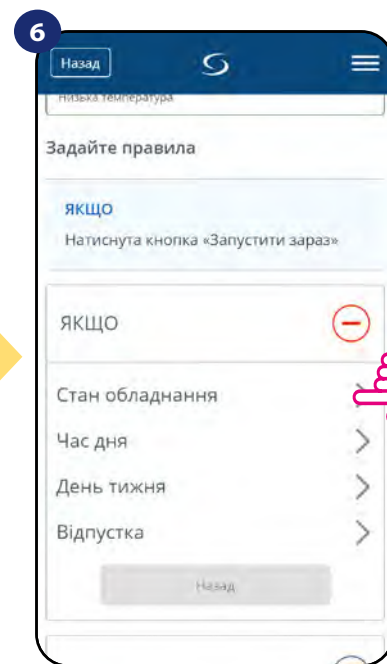 6
Назад
Низька температура
Задайте правила
ЯКЩО
Натиснута кнопка «Запустити зараз»
ЯКЩО
Стан обладнання
Час дня
День тижня
Відпустка
Назад